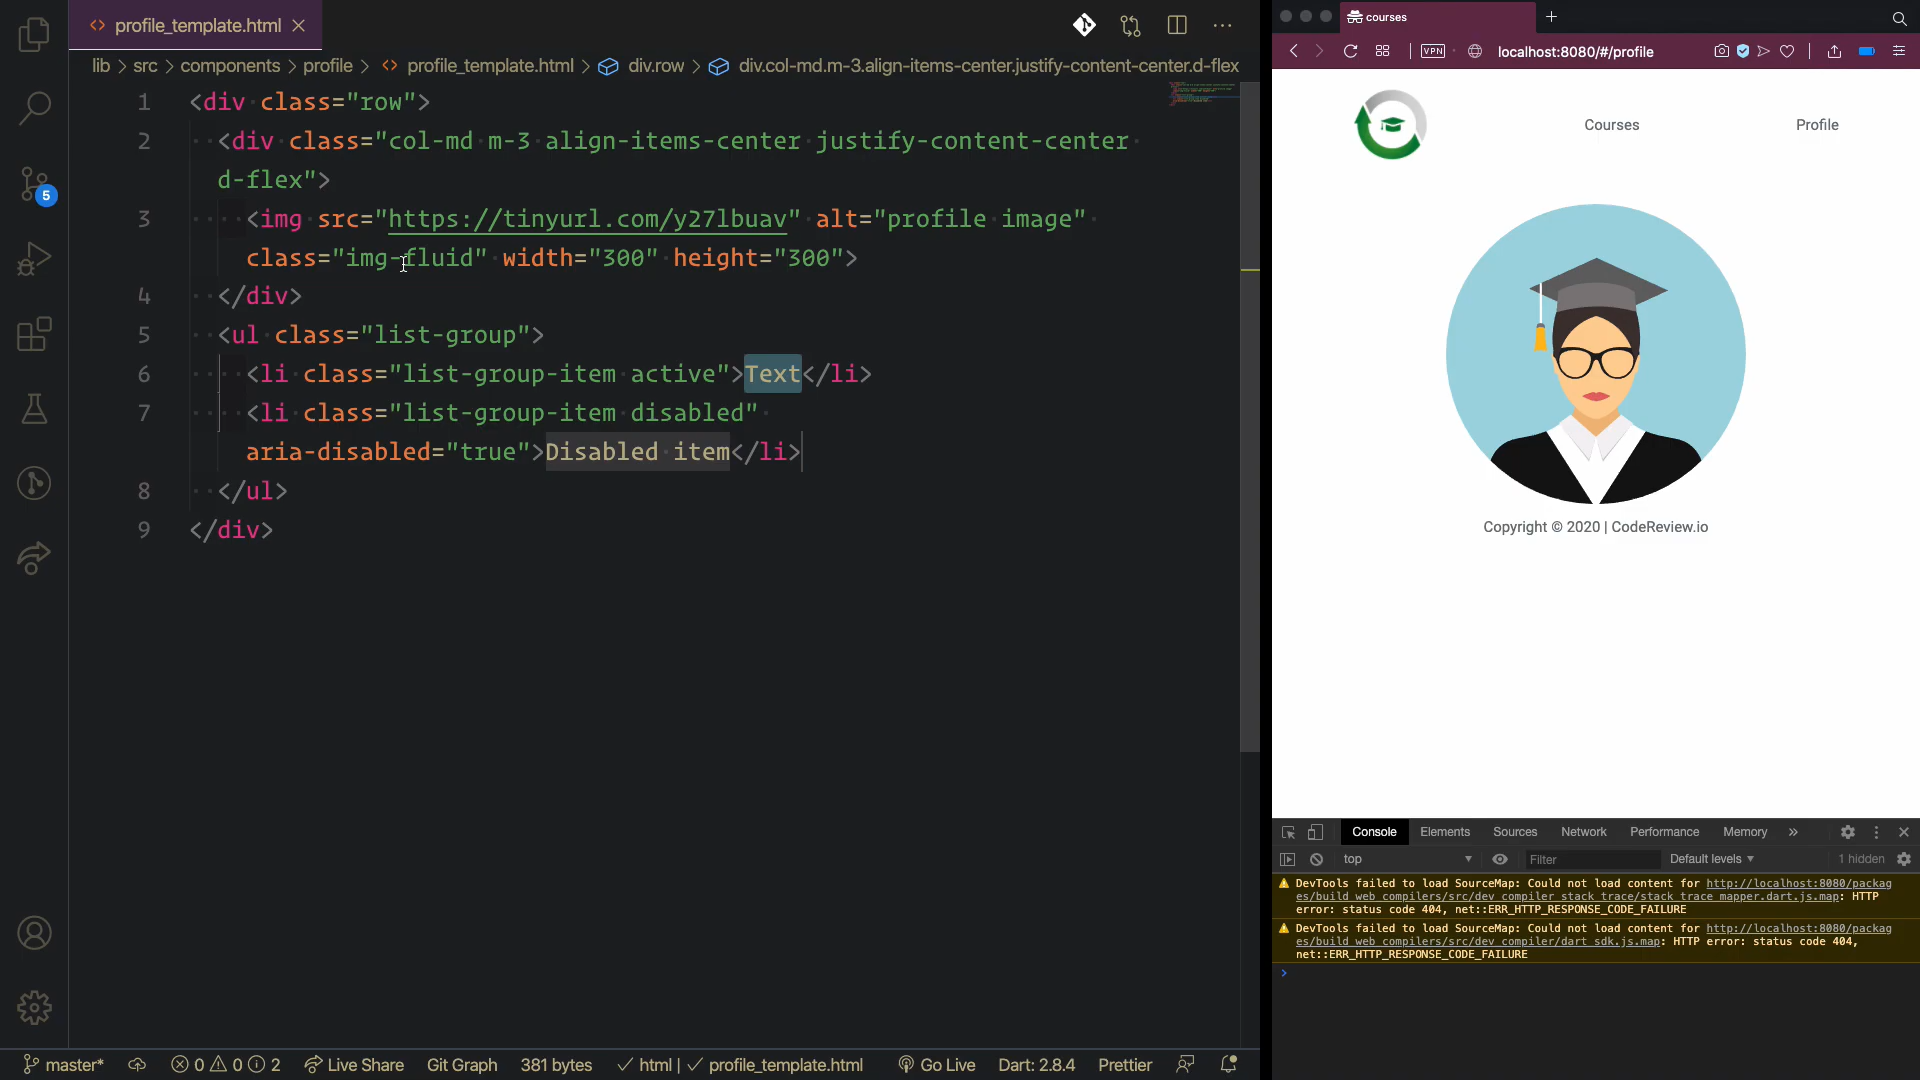 profile_template.html
lib > src > components > profile > profile_template.html > div.row > div.col-md.m-3.align-items-center.justify-content-center.d-flex
1 <div class="row">
2 <div class="col-md m-3 align-items-center justify-content-center
d-flex">
3 <img src="https://tinyurl.com/y27lbuav" alt="profile image"
class="img-fluid" width="300" height="300">
4 </div>
5 <ul class="list-group">
6 <li class="list-group-item active">Text</li>
7 <li class="list-group-item disabled"
aria-disabled="true">Disabled item</li>
8 </ul>
9 </div>
5
master* 0 0 2 Live Share Git Graph 381 bytes html | profile_template.html Go Live Dart: 2.8.4 Prettier
courses
VPN localhost:8080/#/profile
Courses Profile
Copyright © 2020 | CodeReview.io
Console Elements Sources Network Performance Memory »
top Filter Default levels 1 hidden
DevTools failed to load SourceMap: Could not load content for http://localhost:8080/packag
es/build_web_compilers/src/dev_compiler_stack_trace/stack_trace_mapper.dart.js.map: HTTP
error: status code 404, net::ERR_HTTP_RESPONSE_CODE_FAILURE
DevTools failed to load SourceMap: Could not load content for http://localhost:8080/packag
es/build_web_compilers/src/dev_compiler/dart_sdk.js.map: HTTP error: status code 404,
net::ERR_HTTP_RESPONSE_CODE_FAILURE